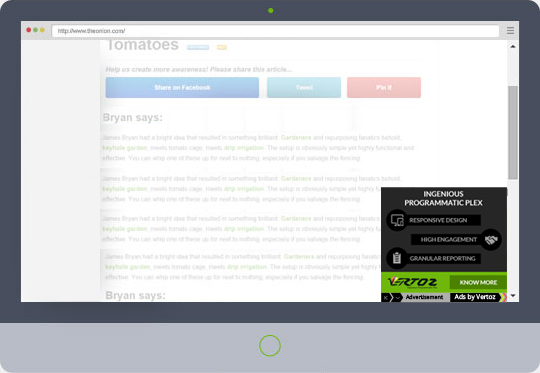 http://www.theonion.com/
Tomatoes
Help us create more awareness! Please share this article...
Share on Facebook
Tweet
Pin It
Bryan says:
James Bryan had a bright idea that resulted in something brilliant. Gardeners and repurposing fanatics behold,
keyhole garden, meets tomato cage, meets drip irrigation. The setup is obviously simple yet highly functional and
effective. You can whip one of these up for next to nothing, especially if you salvage the fencing.
James Bryan had a bright idea that resulted in something brilliant. Gardeners and repurposing fanatics behold,
keyhole garden, meets tomato cage, meets drip irrigation. The setup is obviously simple yet highly
effective. You can whip one of these up for next to nothing, especially if you salvage the fencing.
James Bryan had a bright idea that resulted in something brilliant. Gardeners and repurposing
keyhole garden, meets tomato cage, meets drip irrigation. The setup is obviously simple yet highly
effective. You can whip one of these up for next to nothing, especially if you salvage the fencing.
James Bryan had a bright idea that resulted in something brilliant. Gardeners and repurposing
keyhole garden, meets tomato cage, meets drip irrigation. The setup is obviously simple yet highly
effective. You can whip one of these up for next to nothing, especially if you salvage the fencing.
Bryan says:
INGENIOUS
PROGRAMMATIC PLEX
RESPONSIVE DESIGN
HIGH ENGAGEMENT
GRANULAR REPORTING
VERTOZ
KNOW MORE
Advertisement
Ads by Vertoz